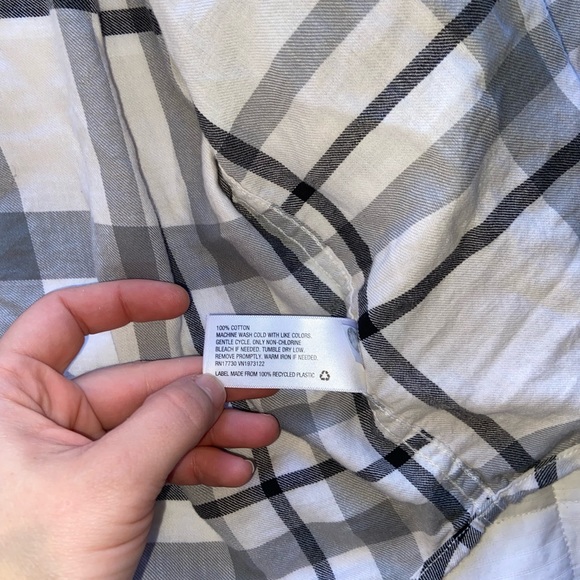 100% COTTON
MACHINE WASH COLD WITH LIKE COLORS,
GENTLE CYCLE, ONLY NON-CHLORINE
BLEACH IF NEEDED. TUMBLE DRY LOW.
REMOVE PROMPTLY, WARM IRON IF NEEDED.
RN17730 VN1973122
LABEL MADE FROM 100% RECYCLED PLASTIC